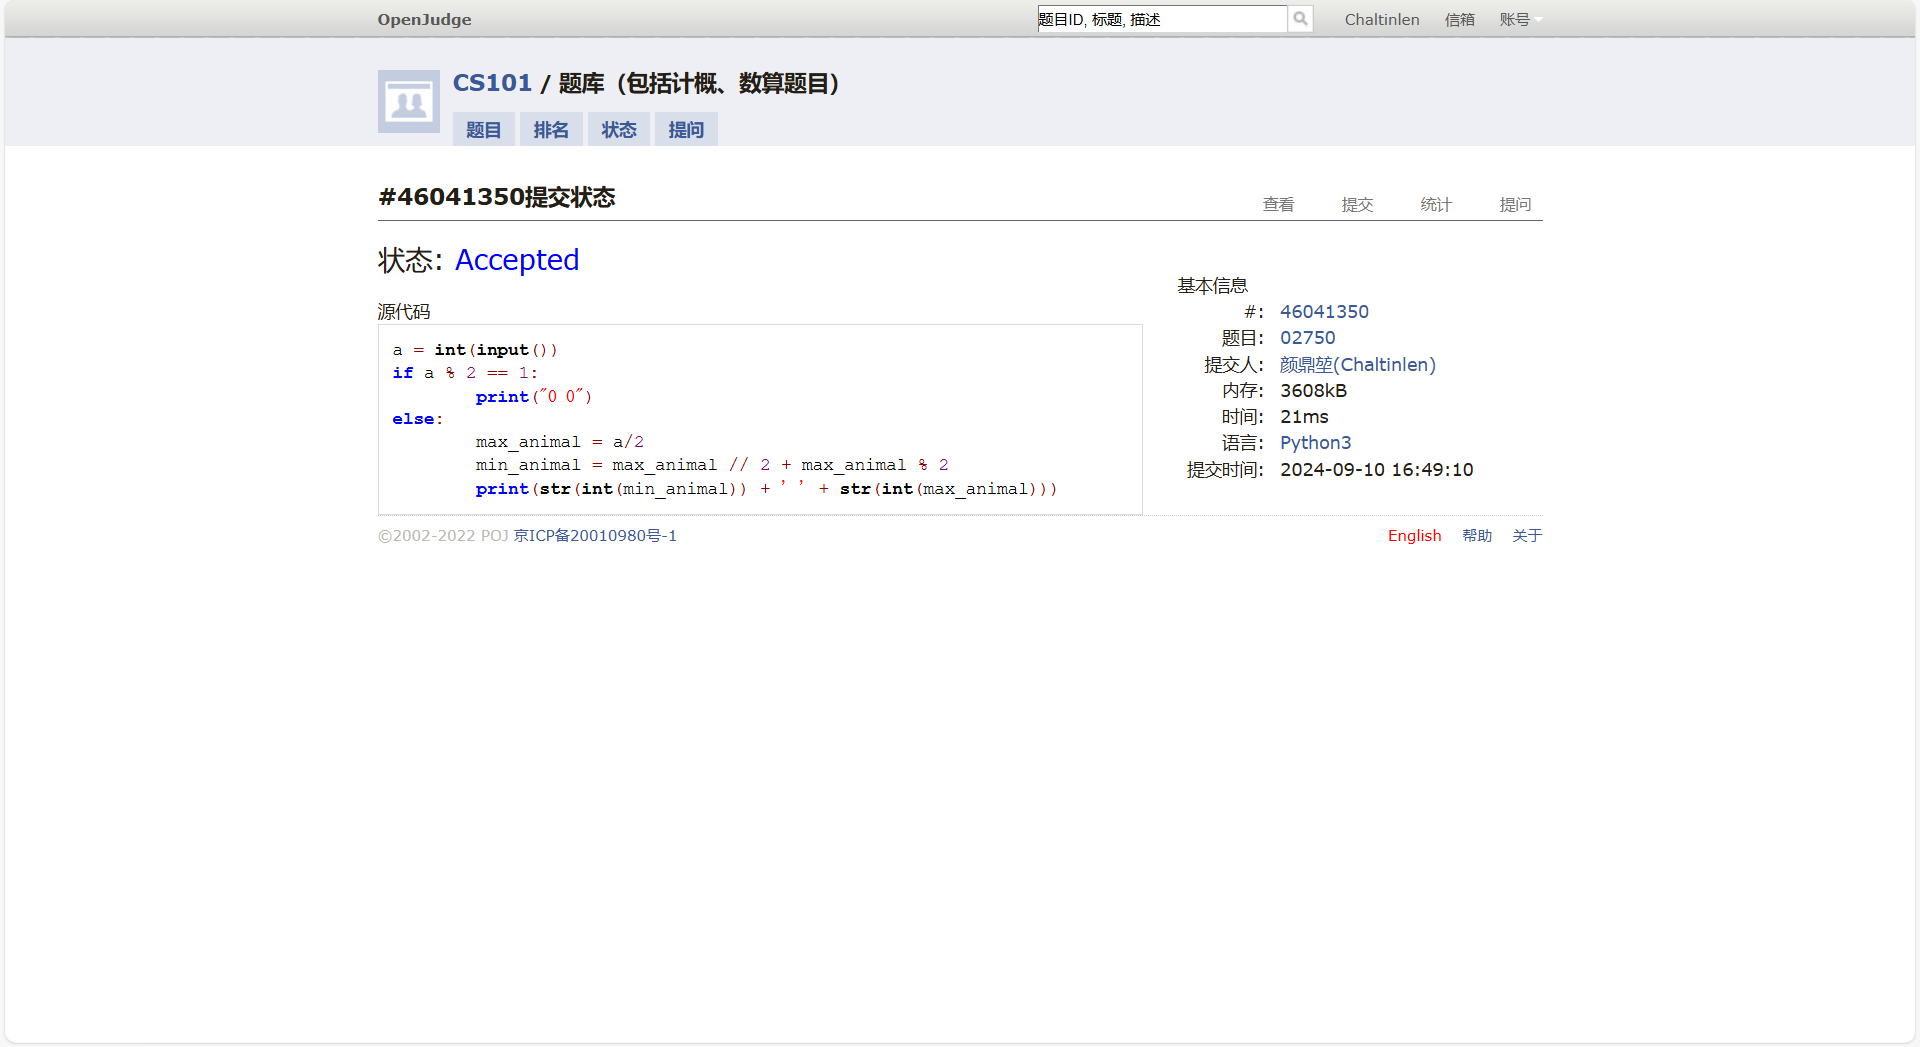 OpenJudge
题目ID, 标题, 描述
Chaltinlen 信箱 账号
CS101 / 题库（包括计概、数算题目）
题目 排名 状态 提问
#46041350提交状态
查看 提交 统计 提问
状态: Accepted
源代码
a = int(input())
if a % 2 == 1:
        print("0 0")
else:
        max_animal = a/2
        min_animal = max_animal // 2 + max_animal % 2
        print(str(int(min_animal)) + ' ' + str(int(max_animal)))
基本信息
#: 46041350
题目: 02750
提交人: 颜鼎堃(Chaltinlen)
内存: 3608kB
时间: 21ms
语言: Python3
提交时间: 2024-09-10 16:49:10
©2002-2022 POJ 京ICP备20010980号-1
English 帮助 关于